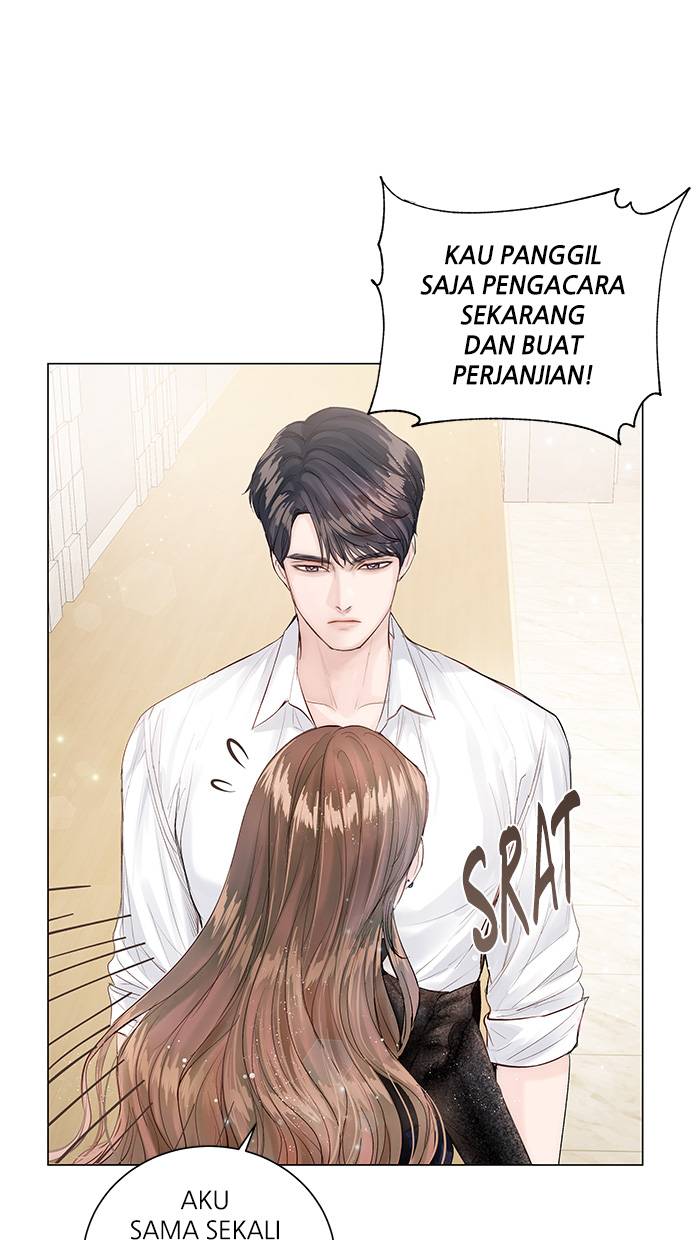 KAU PANGGIL
SAJA PENGACARA
SEKARANG
DAN BUAT
PERJANJIAN!
SRAT
AKU
SAMA SEKALI